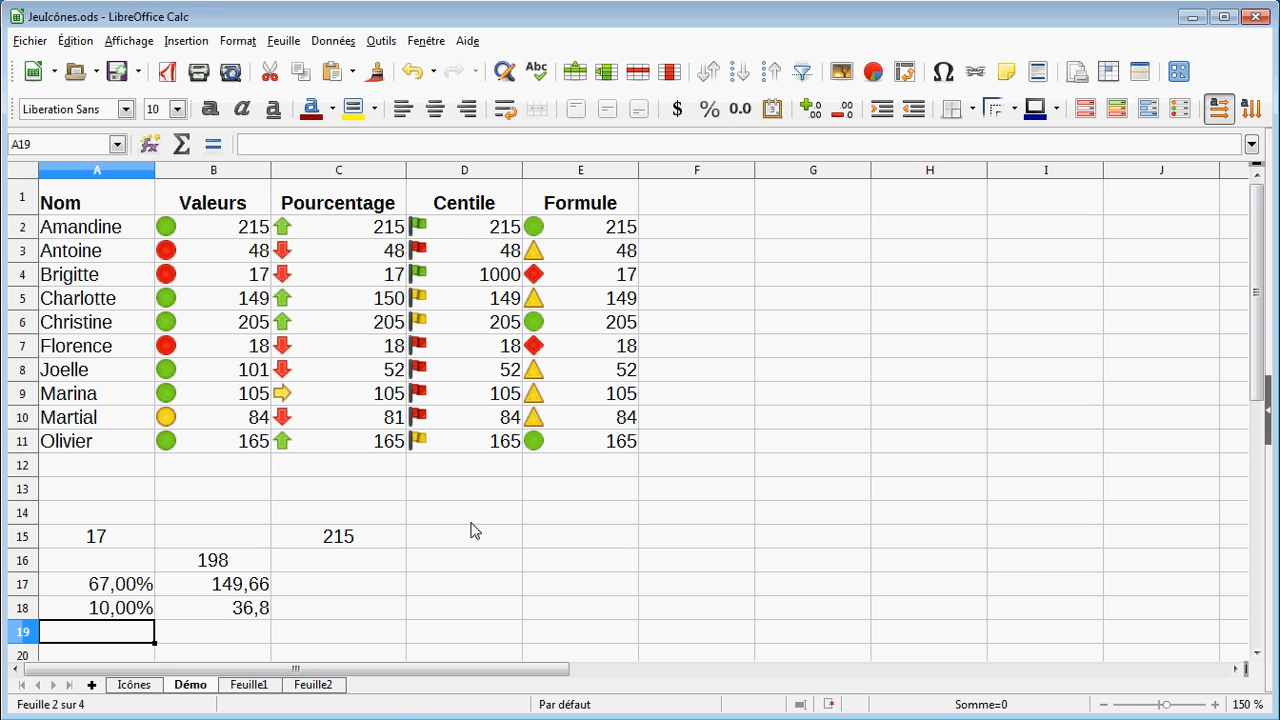 JeuIcônes.ods - LibreOffice Calc
Fichier Édition Affichage Insertion Format Feuille Données Outils Fenêtre Aide
Abc
Liberation Sans 10 a a a a $ % 0.0 +.00 .00
A19 fx Σ =
A B C D E F G H I J
1 Nom Valeurs Pourcentage Centile Formule
2 Amandine 215 215 215 215
3 Antoine 48 48 48 48
4 Brigitte 17 17 1000 17
5 Charlotte 149 150 149 149
6 Christine 205 205 205 205
7 Florence 18 18 18 18
8 Joelle 101 52 52 52
9 Marina 105 105 105 105
10 Martial 84 81 84 84
11 Olivier 165 165 165 165
12
13
14
15 17 215
16 198
17 67,00% 149,66
18 10,00% 36,8
19
20
Icônes Démo Feuille1 Feuille2
Feuille 2 sur 4 Par défaut Somme=0 150 %